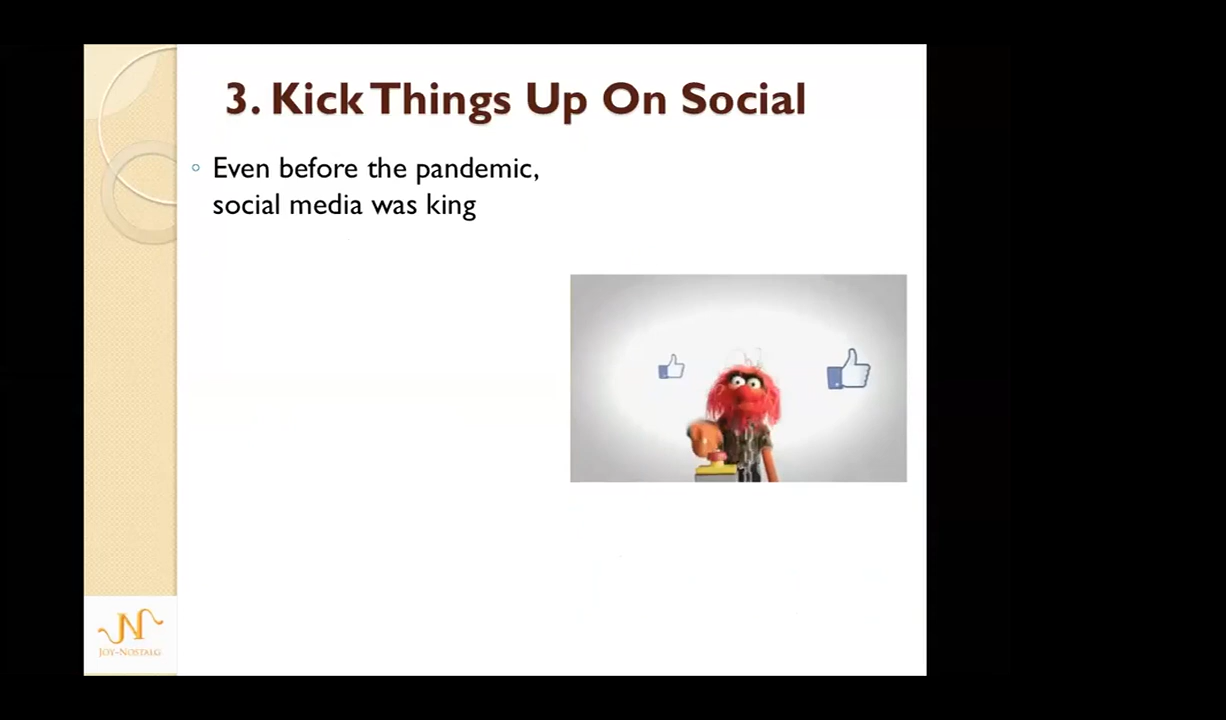 3. Kick Things Up On Social
Even before the pandemic,
social media was king
JOY-NOSTALG